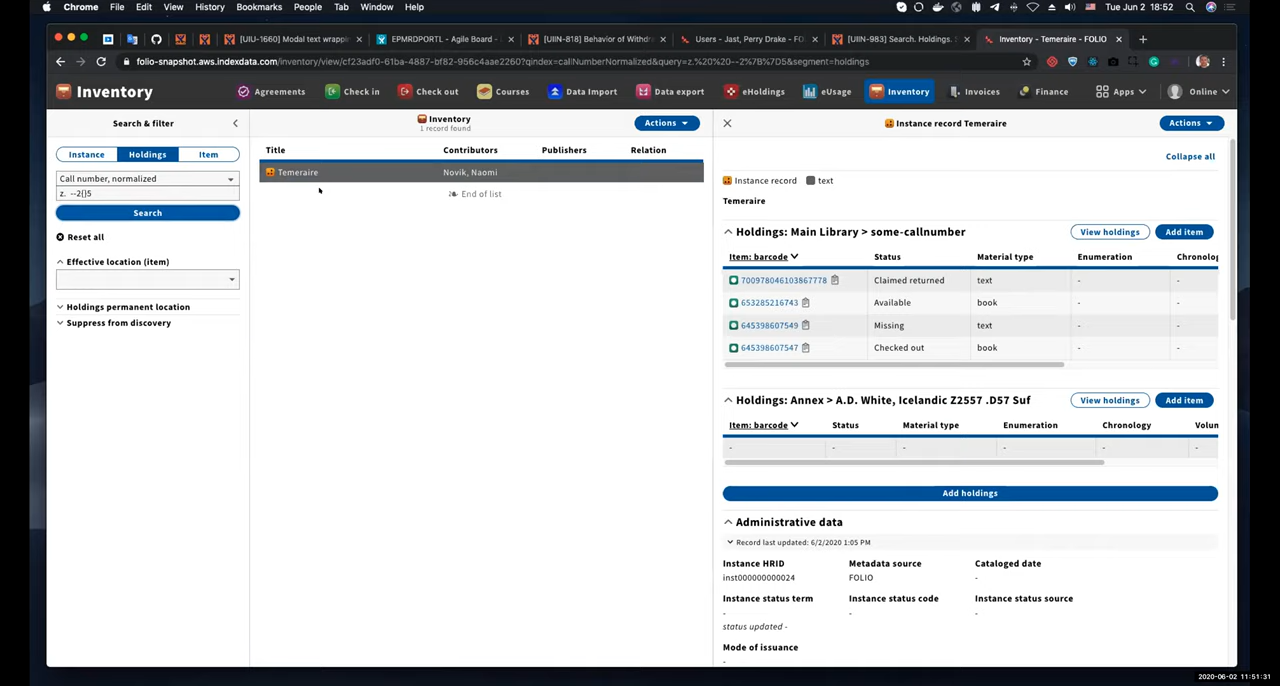 Chrome File Edit View History Bookmarks People Tab Window Help Tue Jun 2 18:52
[UIU-1660] Modal text wrappin × EPMRDPORTL - Agile Board - × [UIIN-818] Behavior of Withdra × Users - Jast, Perry Drake - FO × [UIIN-983] Search. Holdings. S × Inventory - Temeraire - FOLIO × +
folio-snapshot.aws.indexdata.com/inventory/view/cf23adf0-61ba-4887-bf82-956c4aae2260?qindex=callNumberNormalized&query=z.%20%20--2%7B%7D5&segment=holdings
Inventory Agreements Check in Check out Courses Data Import Data export eHoldings eUsage Inventory Invoices Finance Apps Online
Search & filter
Instance Holdings Item
Call number, normalized
z. --2{}5
Search
Reset all
Effective location (item)
Holdings permanent location
Suppress from discovery
Inventory
1 record found
Actions
Title Contributors Publishers Relation
Temeraire Novik, Naomi
End of list
Instance record Temeraire
Actions
Collapse all
Instance record text
Temeraire
Holdings: Main Library > some-callnumber View holdings Add item
Item: barcode Status Material type Enumeration Chronolog
700978046103867778 Claimed returned text - -
653285216743 Available book - -
645398607549 Missing text - -
645398607547 Checked out book - -
Holdings: Annex > A.D. White, Icelandic Z2557 .D57 Suf View holdings Add item
Item: barcode Status Material type Enumeration Chronology Volun
- - - - - -
Add holdings
Administrative data
Record last updated: 6/2/2020 1:05 PM
Instance HRID Metadata source Cataloged date
inst000000000024 FOLIO -
Instance status term Instance status code Instance status source
- - -
status updated -
Mode of issuance
-
2020-06-02 11:51:31